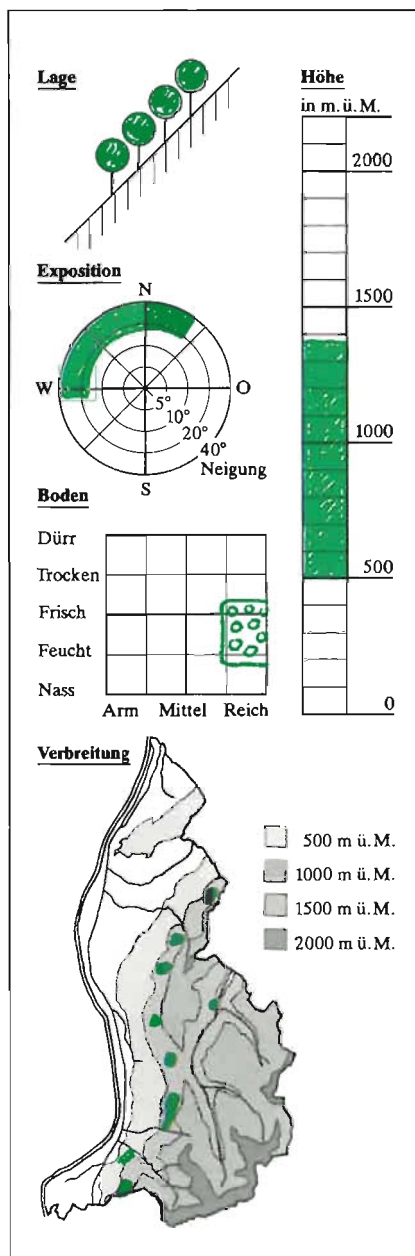 Lage
Höhe
in m.ü.M.
2000
1500
1000
500
0
Exposition
N
W
O
S
5°
10°
20°
40°
Neigung
Boden
Dürr
Trocken
Frisch
Feucht
Nass
Arm Mittel Reich
Verbreitung
500 m ü.M.
1000 m ü.M.
1500 m ü.M.
2000 m ü.M.